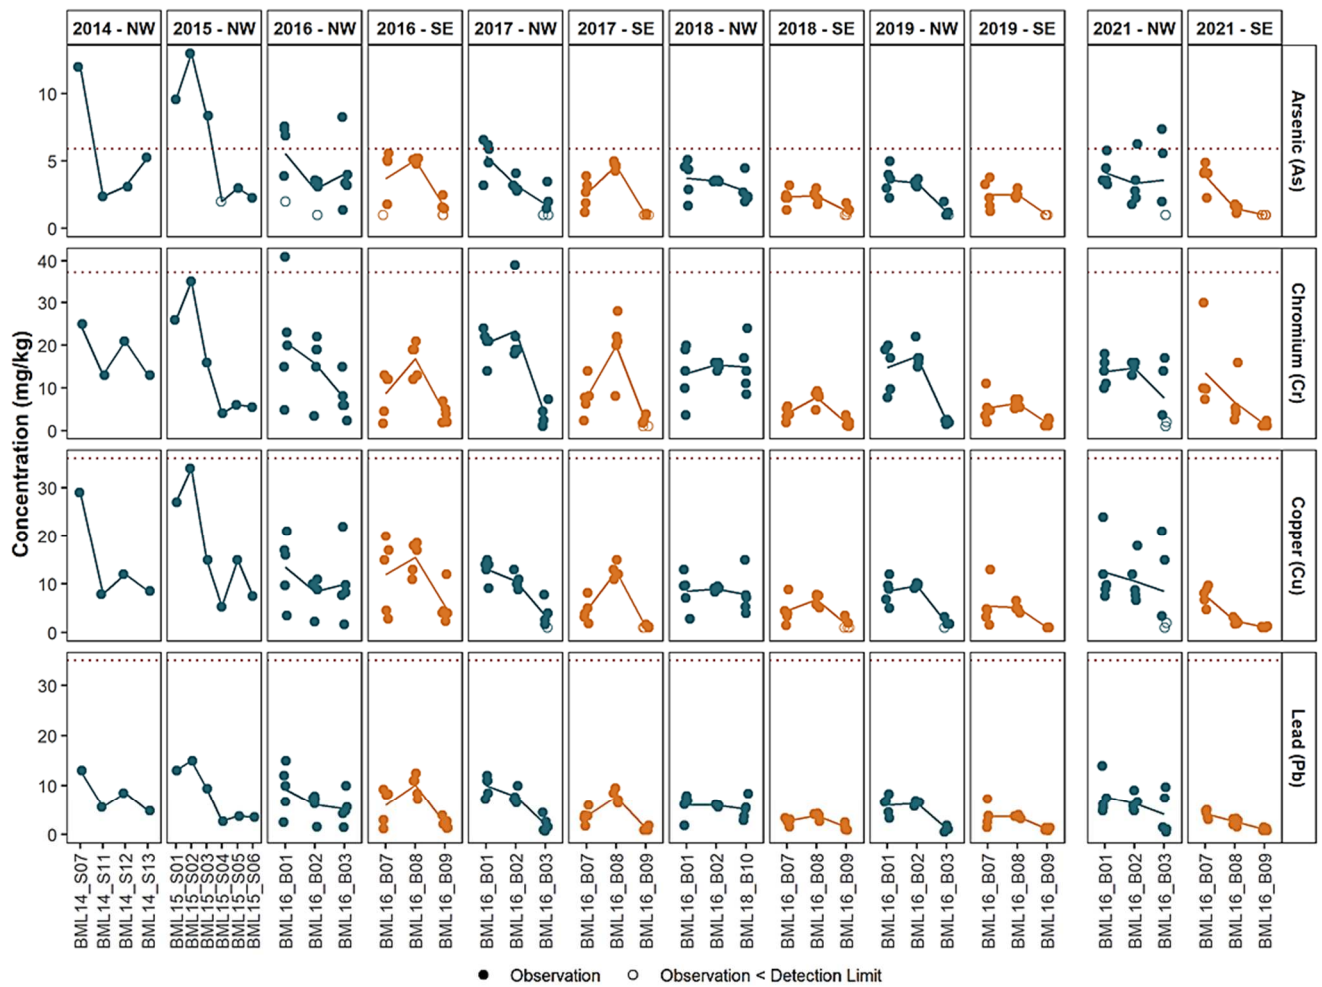 2014 - NW 2015 - NW 2016 - NW 2016 - SE 2017 - NW 2017 - SE 2018 - NW 2018 - SE 2019 - NW 2019 - SE 2021 - NW 2021 - SE
Concentration (mg/kg)
10
5
0
Arsenic (As)
40
30
20
10
0
Chromium (Cr)
30
20
10
0
Copper (Cu)
30
20
10
0
Lead (Pb)
BML14_S07
BML14_S11
BML14_S12
BML14_S13
BML15_S01
BML15_S02
BML15_S03
BML15_S04
BML15_S05
BML15_S06
BML16_B01
BML16_B02
BML16_B03
BML16_B07
BML16_B08
BML16_B09
BML16_B01
BML16_B02
BML16_B03
BML16_B07
BML16_B08
BML16_B09
BML16_B01
BML16_B02
BML18_B10
BML16_B07
BML16_B08
BML16_B09
BML16_B01
BML16_B02
BML16_B03
BML16_B07
BML16_B08
BML16_B09
BML16_B01
BML16_B02
BML16_B03
BML16_B07
BML16_B08
BML16_B09
Observation Observation < Detection Limit